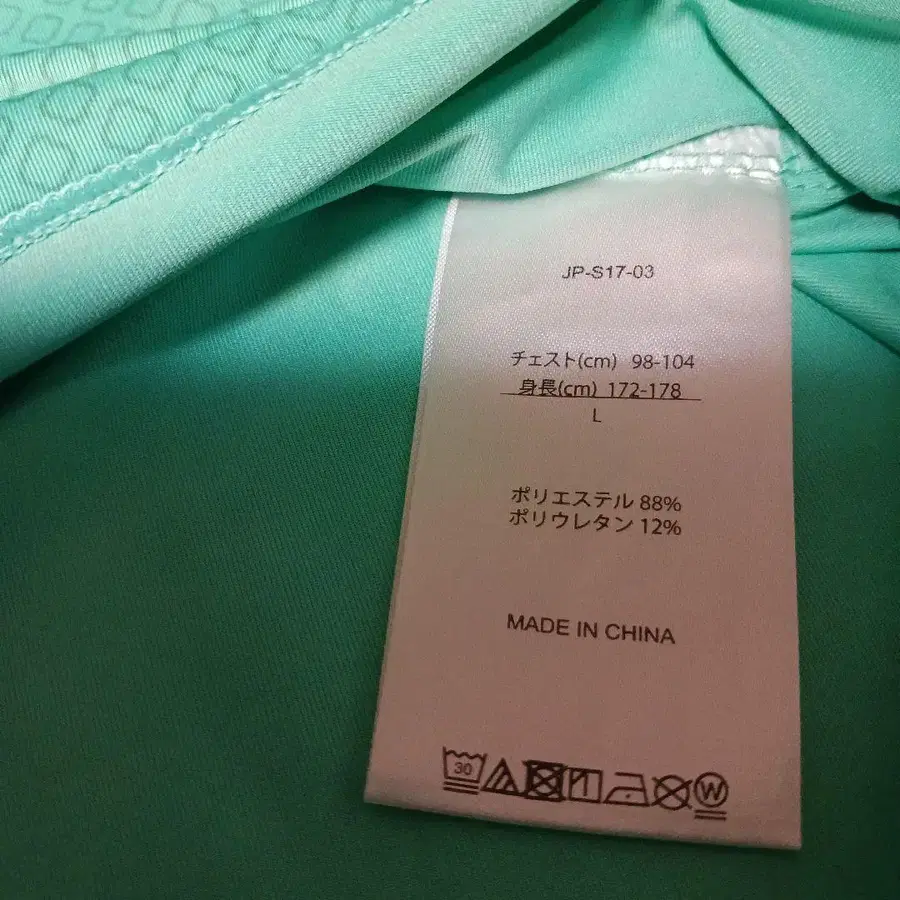 JP-S17-03
チェスト(cm) 98-104
身長(cm) 172-178
L
ポリエステル 88%
ポリウレタン 12%
MADE IN CHINA
30 W